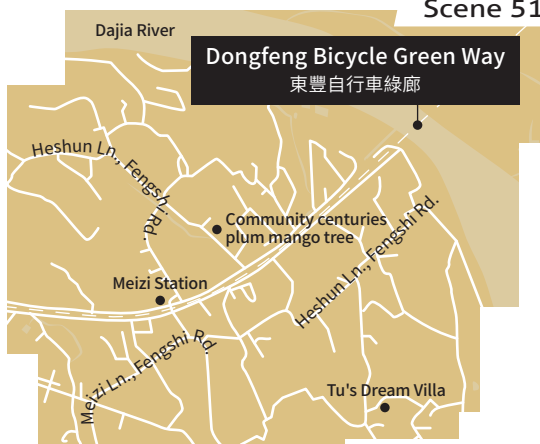 Scene 51
Dajia River
Dongfeng Bicycle Green Way
東豐自行車綠廊
Heshun Ln., Fengshi Rd.
Community centuries
plum mango tree
Heshun Ln., Fengshi Rd.
Meizi Station
Meizi Ln., Fengshi Rd.
Tu's Dream Villa